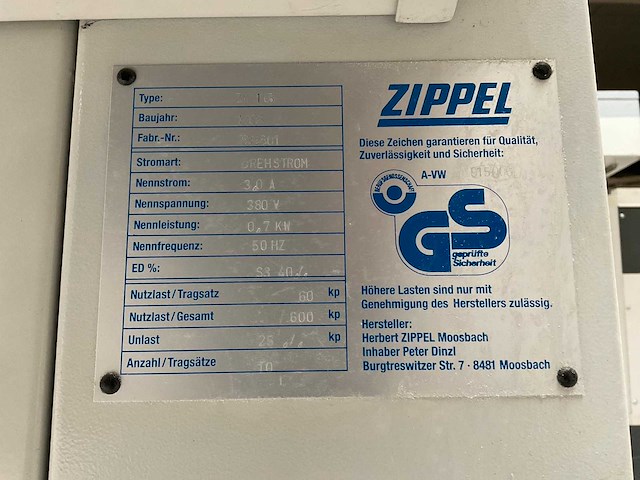 Type:
Baujahr:
Fabr.-Nr.:
Stromart: DREHSTROM
Nennstrom: 3,0 A
Nennspannung: 380 V
Nennleistung: 0,7 KW
Nennfrequenz: 50 HZ
ED %: S3 40
Nutzlast/Tragsatz 60 kp
Nutzlast/Gesamt 600 kp
Unlast kp
Anzahl/Tragsätze 10
ZIPPEL
Diese Zeichen garantieren für Qualität,
Zuverlässigkeit und Sicherheit:
A-VW
BERUFSGENOSSENSCHAFT
GS
geprüfte
Sicherheit
Höhere Lasten sind nur mit
Genehmigung des Herstellers zulässig.
Hersteller:
Herbert ZIPPEL Moosbach
Inhaber Peter Dinzl
Burgtreswitzer Str. 7 · 8481 Moosbach